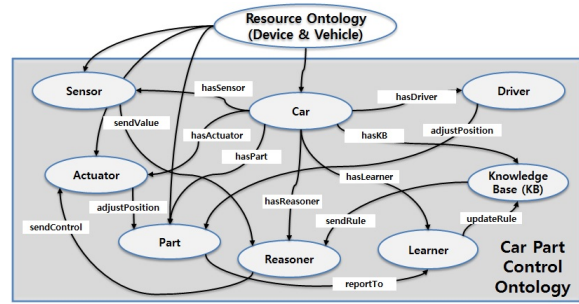 Resource Ontology
(Device & Vehicle)
Sensor
hasSensor
Car
hasDriver
Driver
sendValue
hasActuator
hasKB
adjustPosition
hasPart
Actuator
hasLearner
Knowledge
Base (KB)
adjustPosition
hasReasoner
sendRule
updateRule
sendControl
Part
Reasoner
Learner
reportTo
Car Part
Control
Ontology